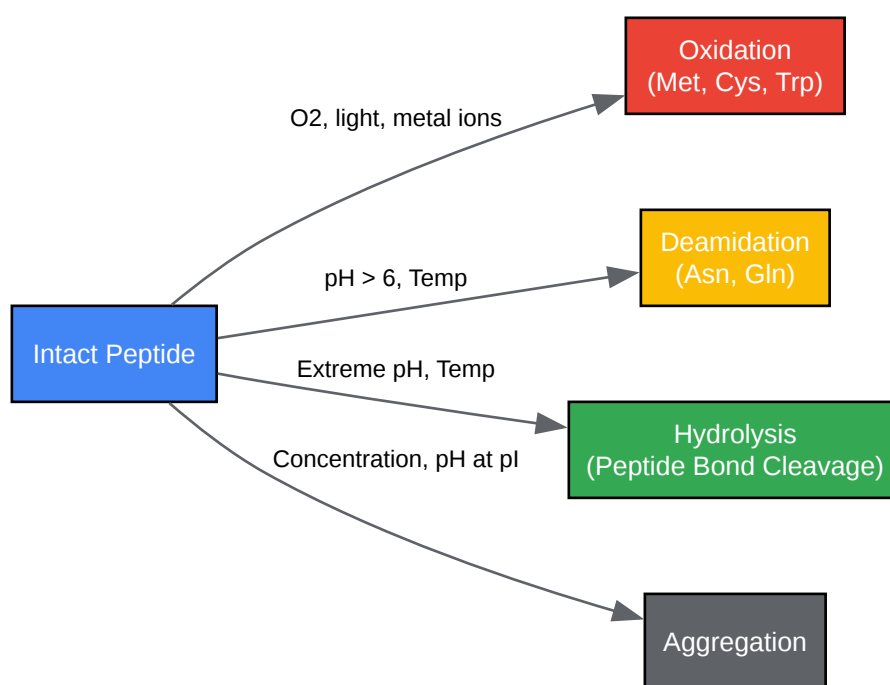 Oxidation
(Met, Cys, Trp)
O2, light, metal ions
Deamidation
(Asn, Gln)
pH > 6, Temp
Intact Peptide
Extreme pH, Temp
Hydrolysis
(Peptide Bond Cleavage)
Concentration, pH at pI
Aggregation